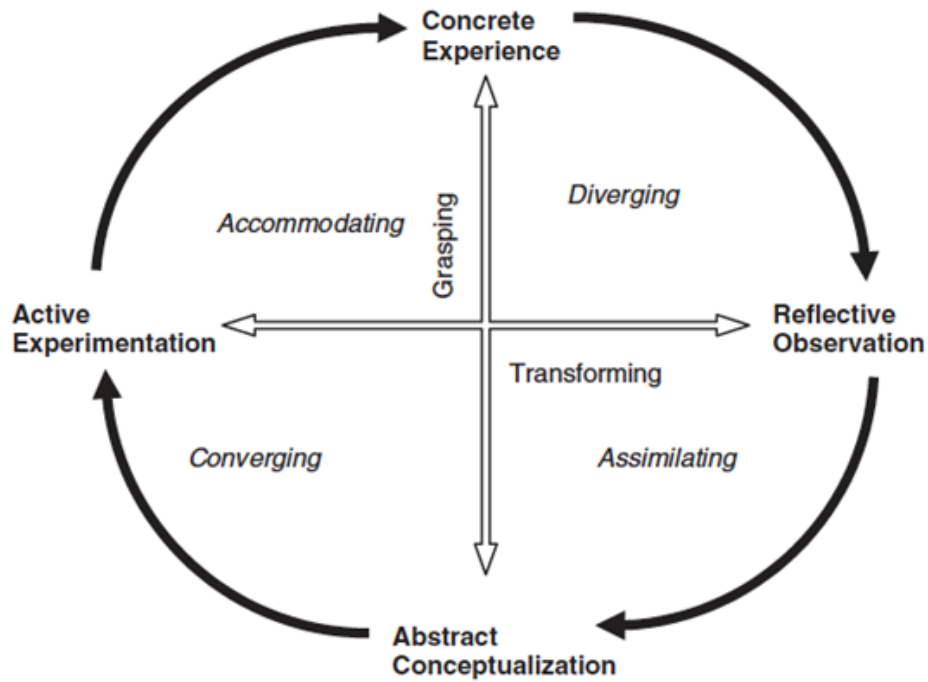 Concrete
Experience
Diverging
Accommodating
Grasping
Active
Experimentation
Reflective
Observation
Transforming
Converging
Assimilating
Abstract
Conceptualization